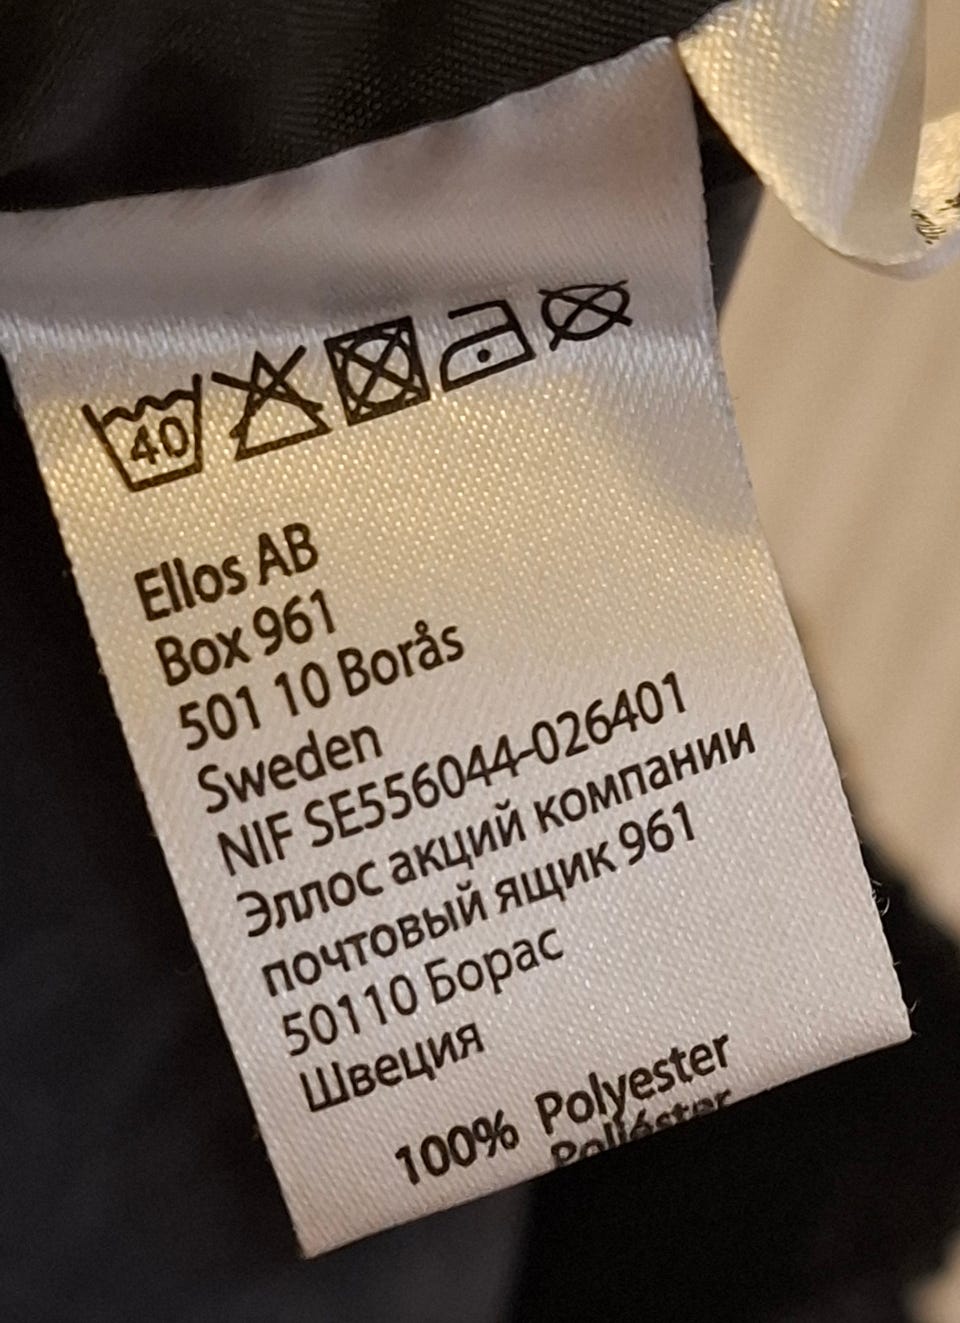 40
Ellos AB
Box 961
501 10 Borås
Sweden
NIF SE556044-026401
Эллос акций компании
почтовый ящик 961
50110 Борас
Швеция
100% Polyester
Poliéster